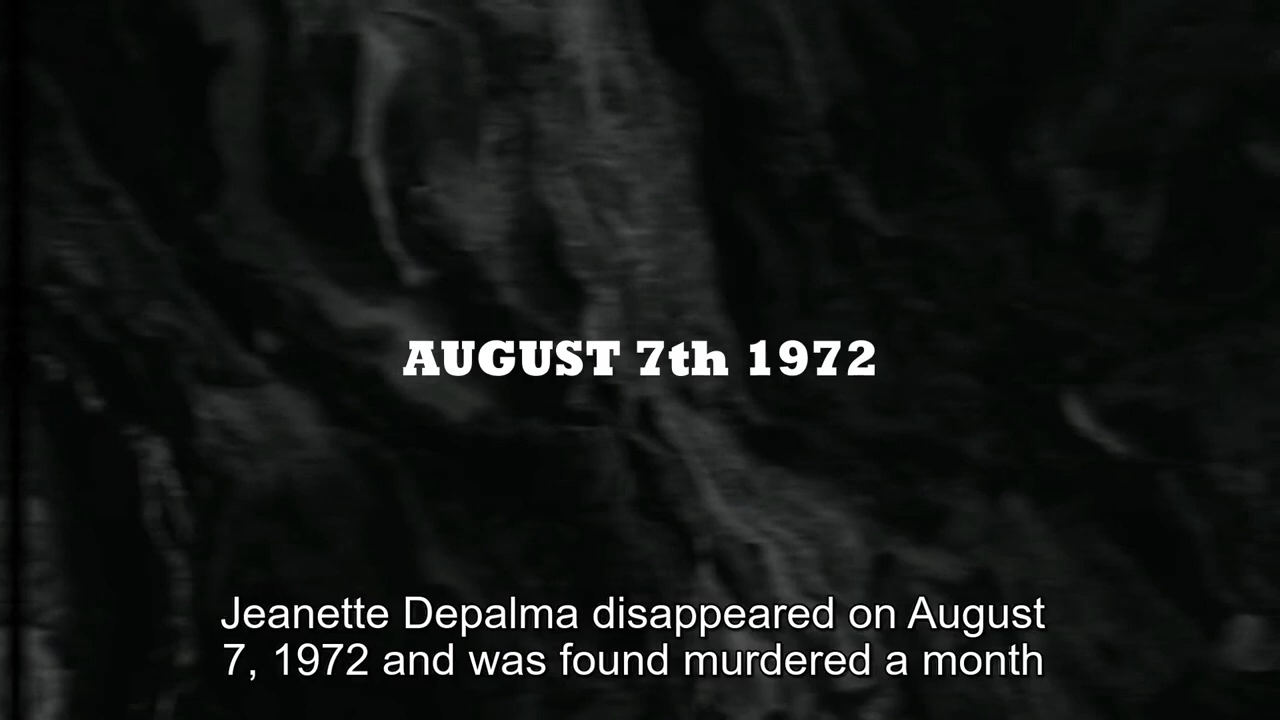 AUGUST 7th 1972
Jeanette Depalma disappeared on August
7, 1972 and was found murdered a month